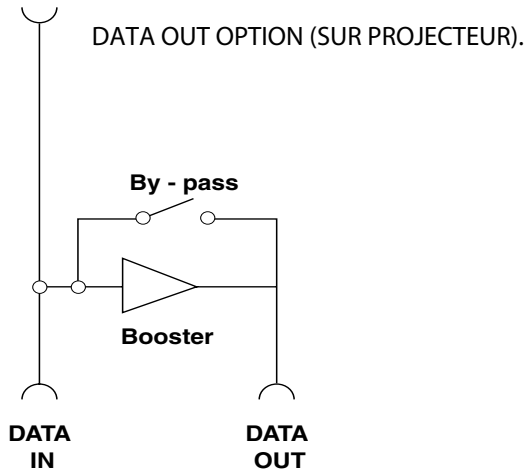 DATA OUT OPTION (SUR PROJECTEUR).
By - pass
Booster
DATA
IN
DATA
OUT